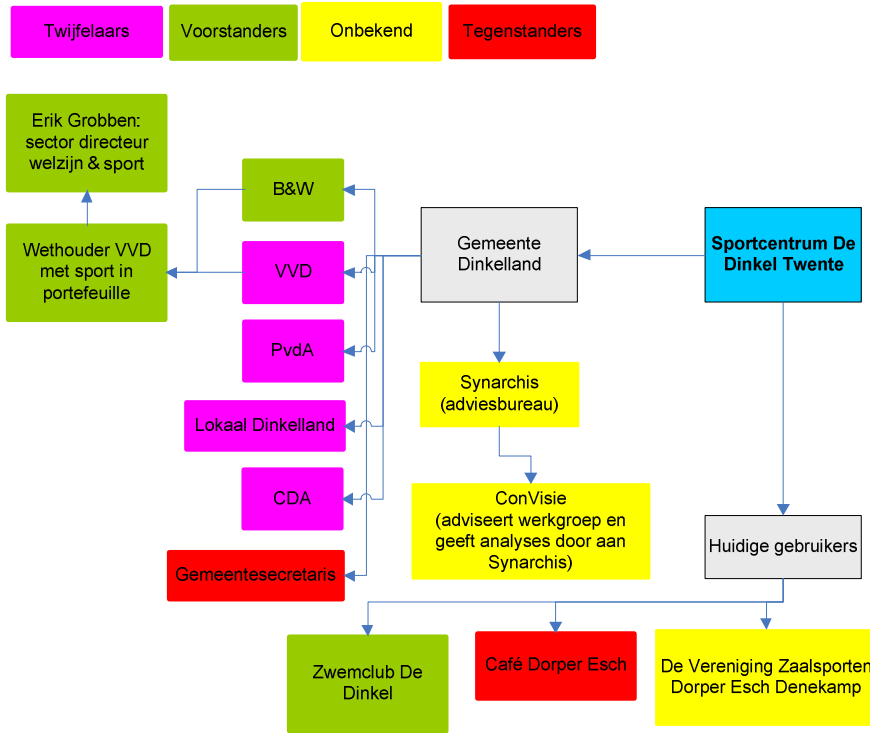 Twijfelaars
Voorstanders
Onbekend
Tegenstanders
Erik Grobben:
sector directeur
welzijn & sport
B&W
Wethouder VVD
met sport in
portefeuille
VVD
Gemeente
Dinkelland
Sportcentrum De
Dinkel Twente
PvdA
Synarchis
(adviesbureau)
Lokaal Dinkelland
CDA
ConVisie
(adviseert werkgroep en
geeft analyses door aan
Synarchis)
Huidige gebruikers
Gemeentesecretaris
Zwemclub De
Dinkel
Café Dorper Esch
De Vereniging Zaalsporten
Dorper Esch Denekamp